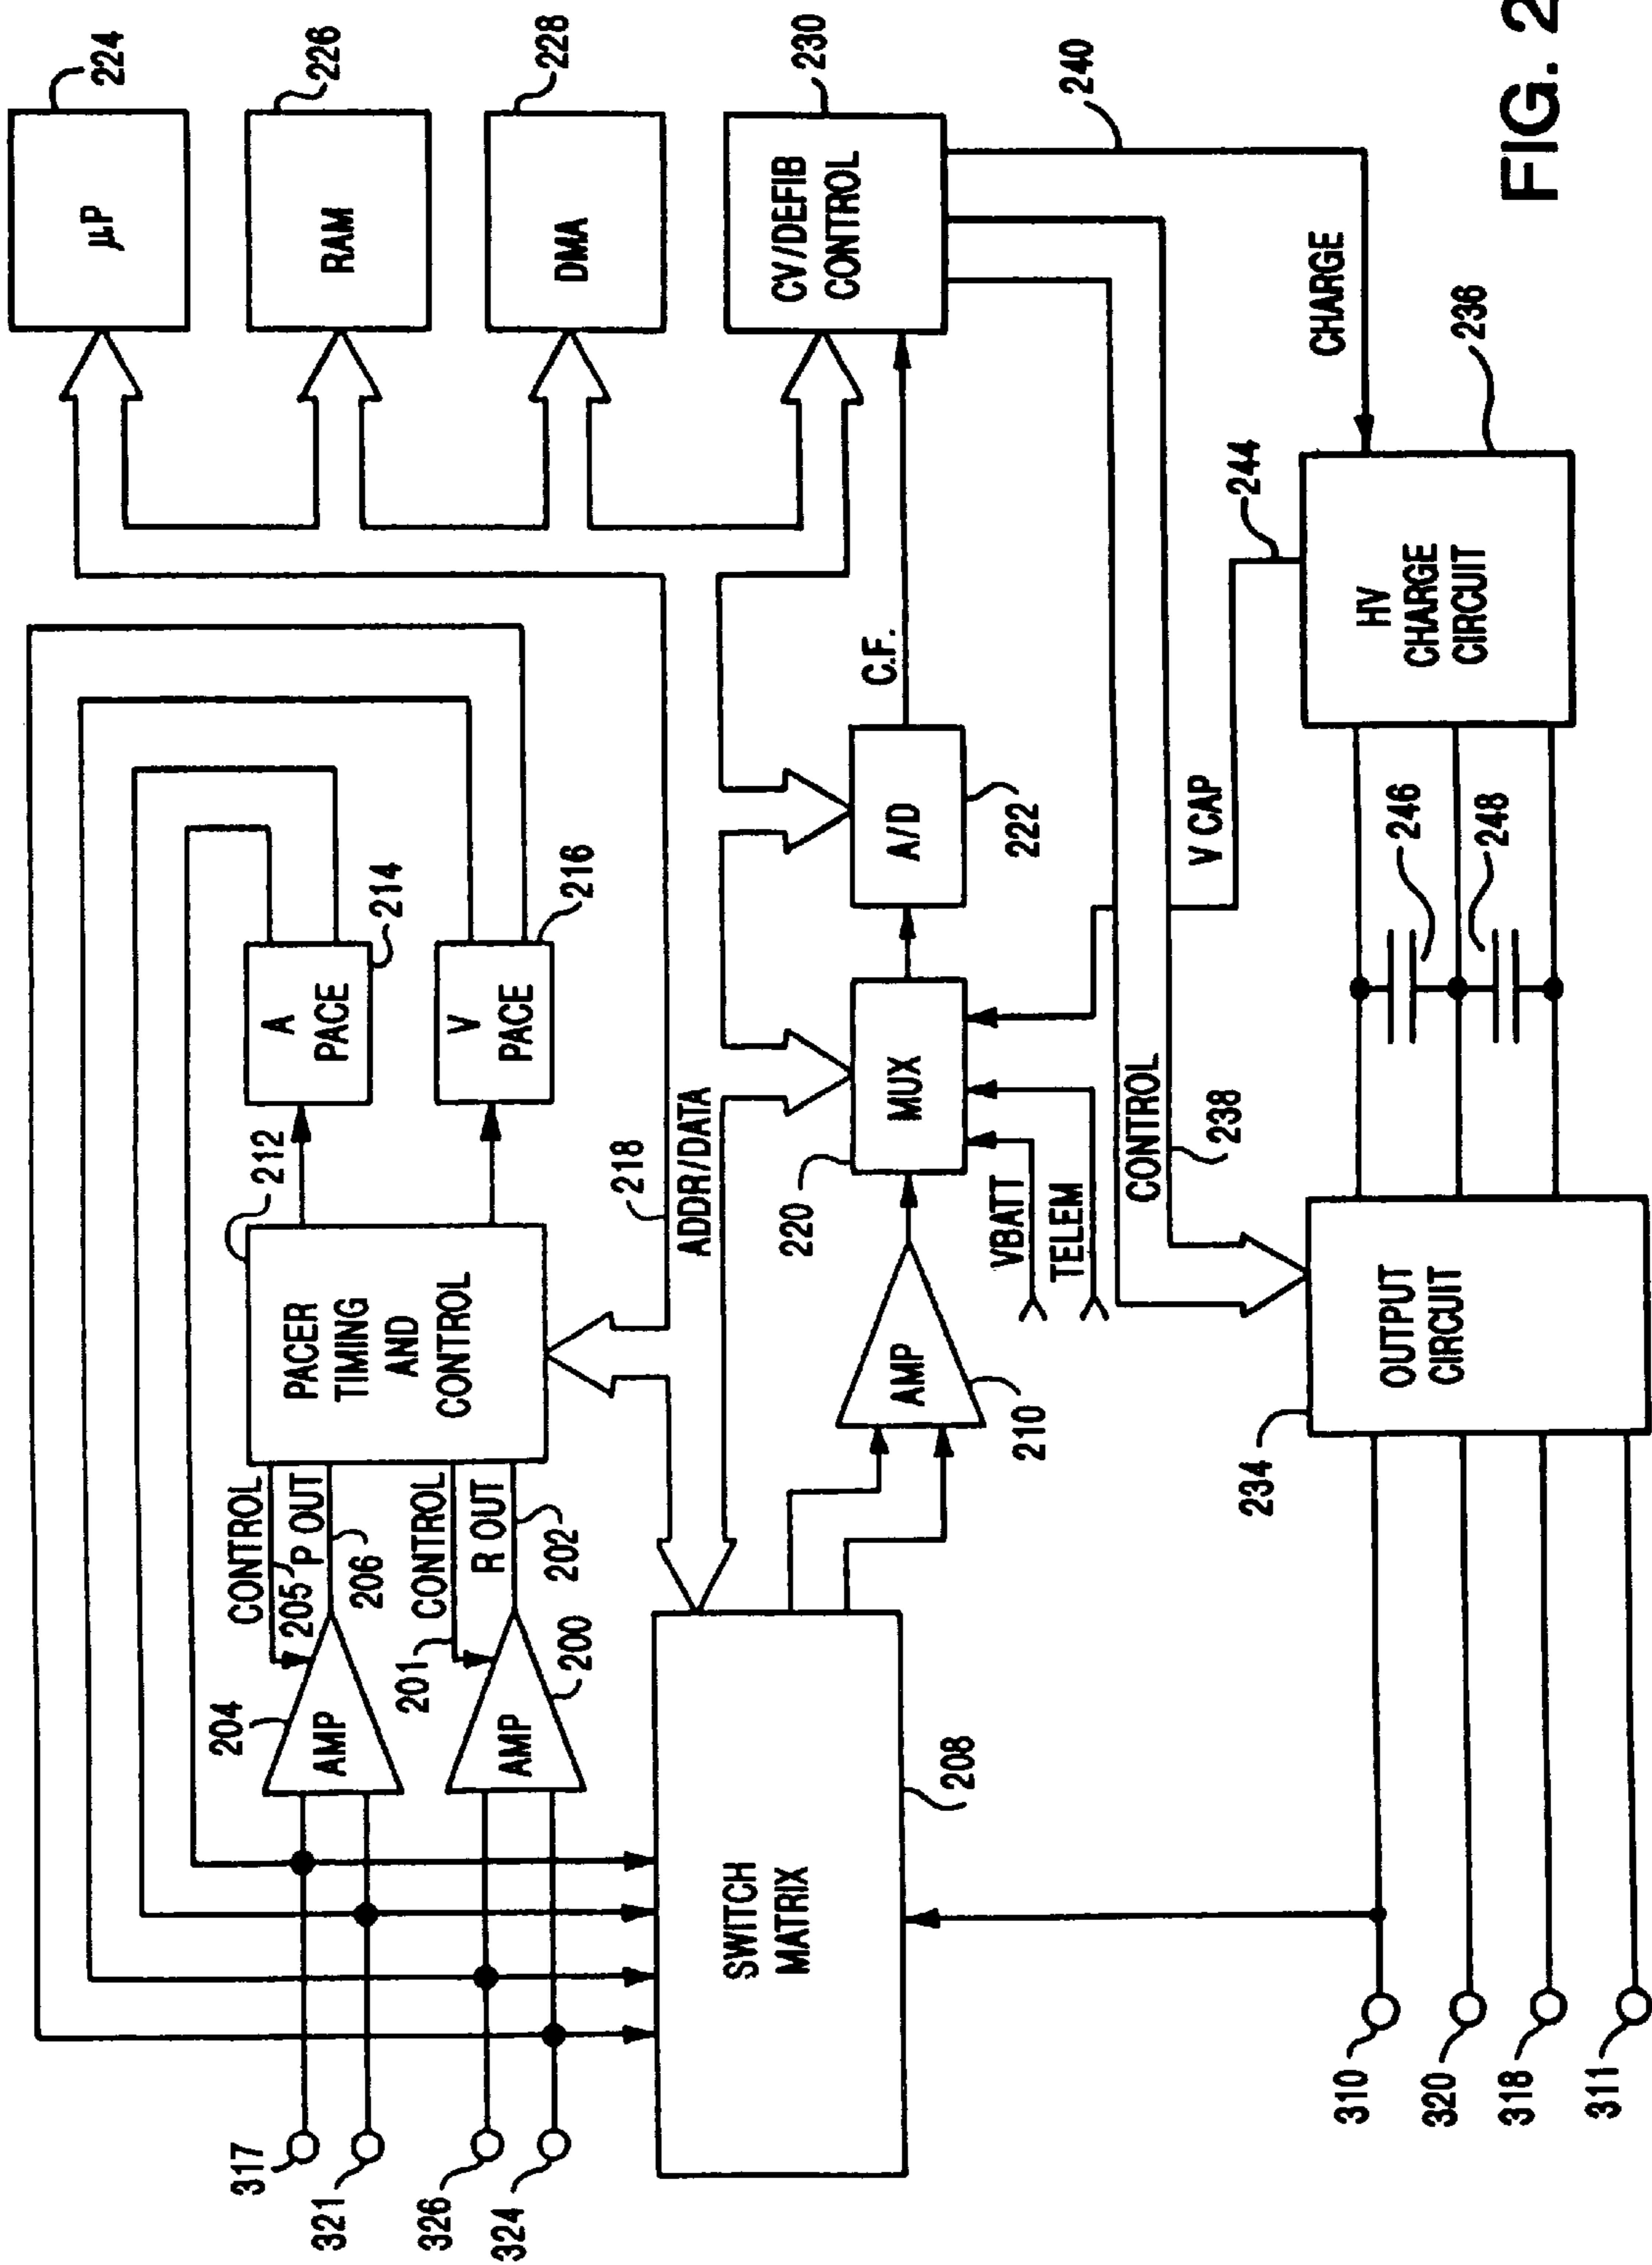 317
321
326
324
204
AMP
CONTROL
205
P OUT
206
201
AMP
200
CONTROL
R OUT
202
PACER
TIMING
AND
CONTROL
212
A
PACE
214
V
PACE
216
218
ADDR/DATA
μP
224
RAM
226
DMA
228
CV/DEFIB
CONTROL
230
SWITCH
MATRIX
208
AMP
210
220
MUX
A/D
222
C.F.
VBATT
TELEM
CONTROL
238
V CAP
244
240
CHARGE
310
320
318
311
234
OUTPUT
CIRCUIT
246
248
HV
CHARGE
CIRCUIT
236
FIG. 2